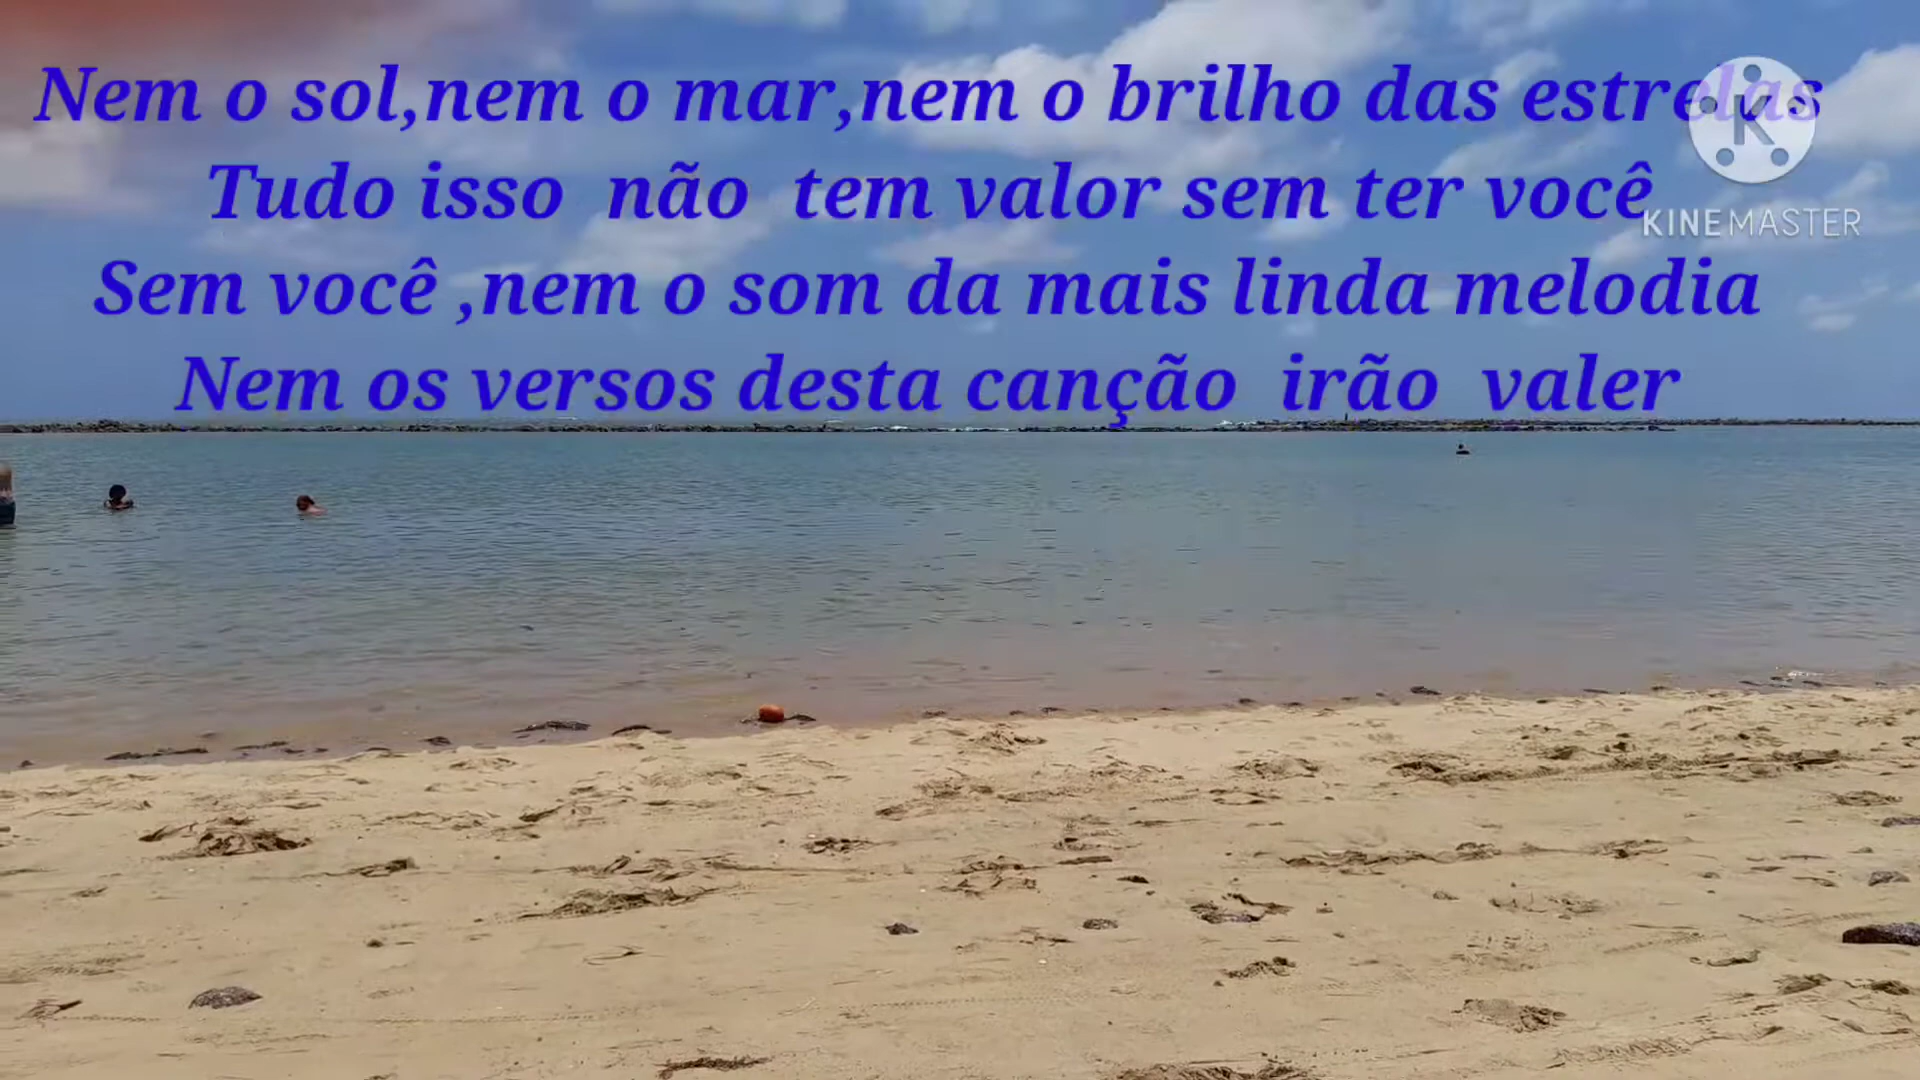 Nem o sol,nem o mar,nem o brilho das estrelas
Tudo isso não tem valor sem ter você
Sem você ,nem o som da mais linda melodia
Nem os versos desta canção irão valer
K
KINEMASTER